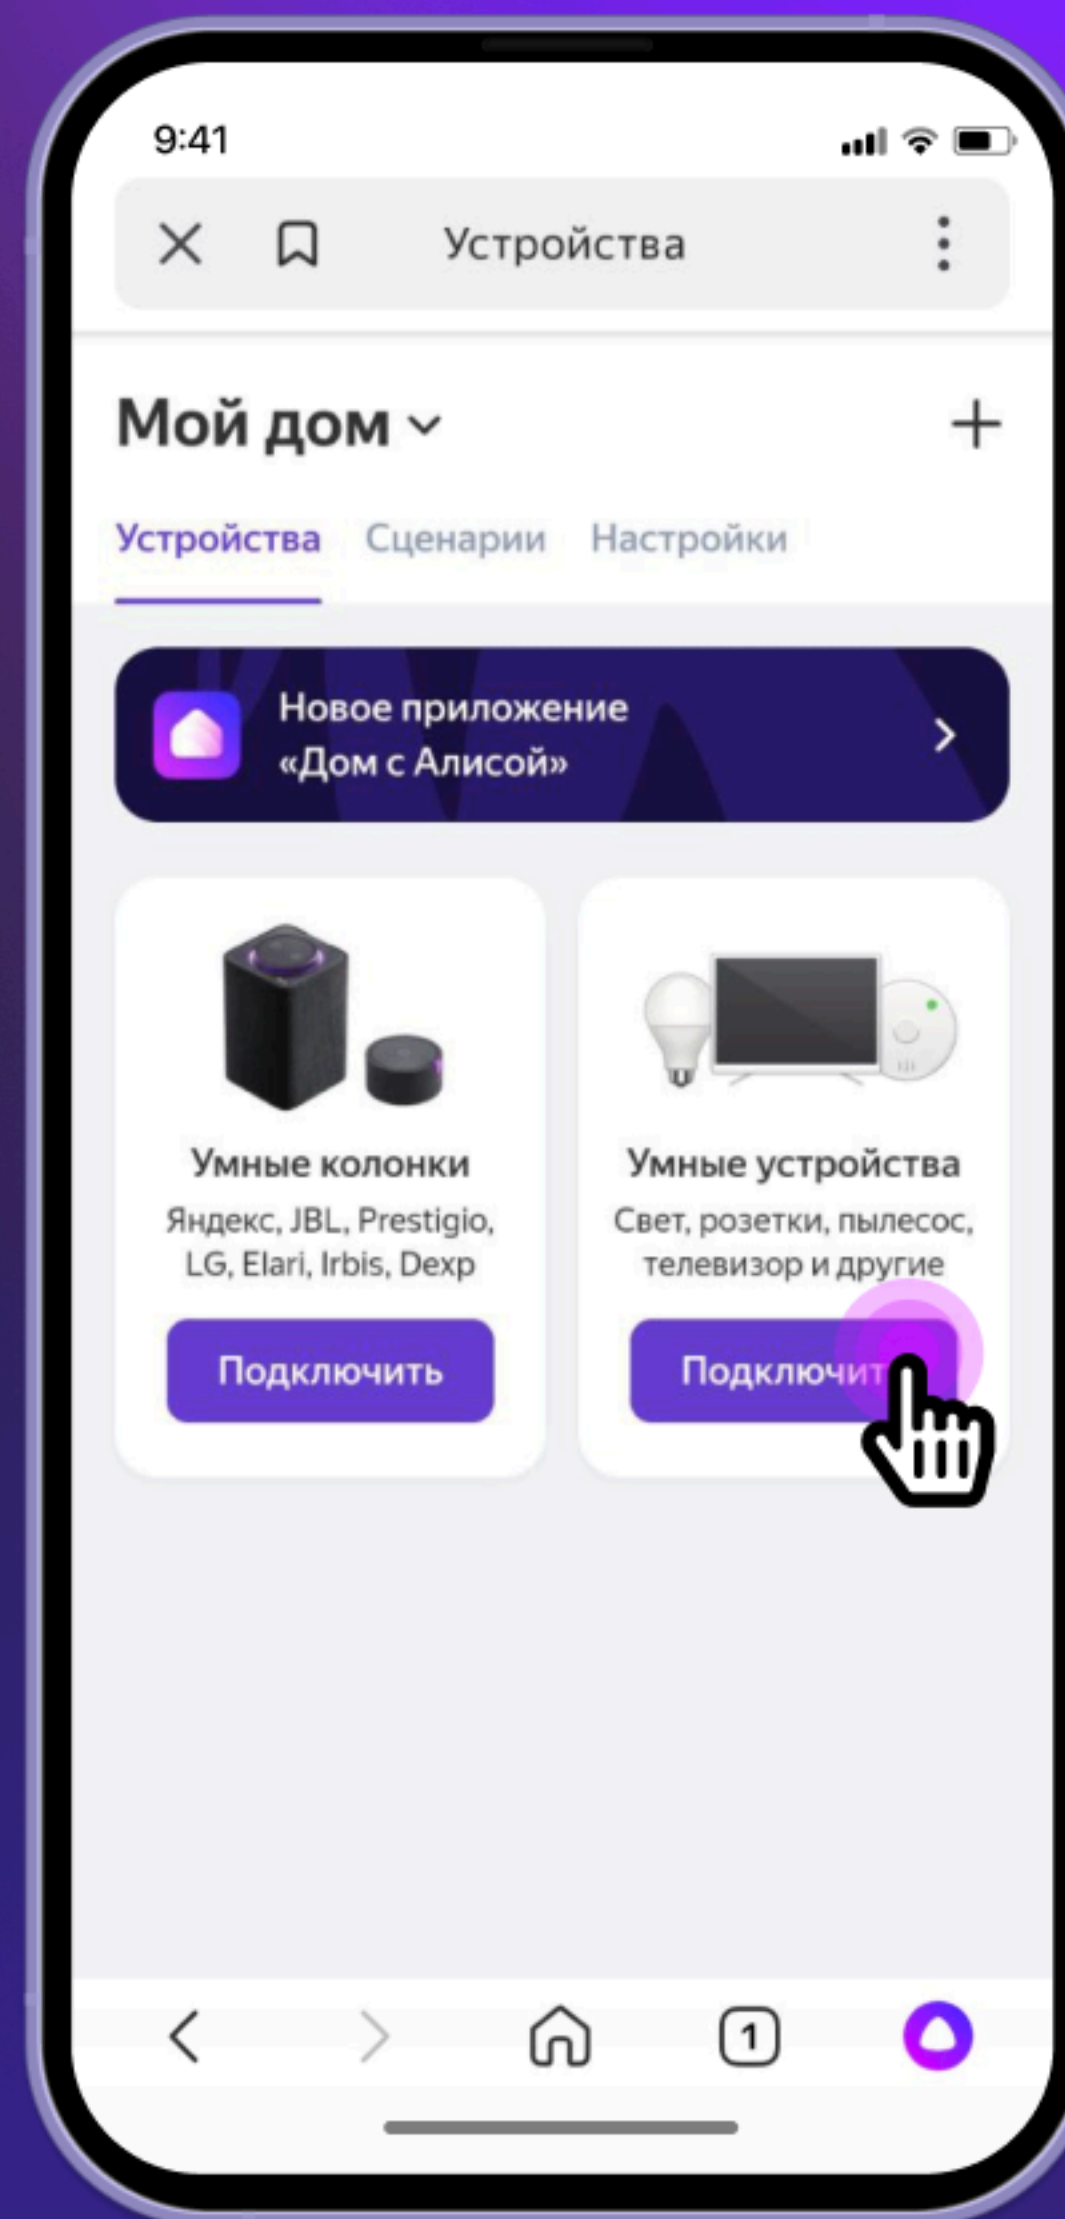 9:41
Устройства
Мой дом
Устройства Сценарии Настройки
Новое приложение
«Дом с Алисой»
Умные колонки
Яндекс, JBL, Prestigio,
LG, Elari, Irbis, Dexp
Подключить
Умные устройства
Свет, розетки, пылесос,
телевизор и другие
Подключит
1